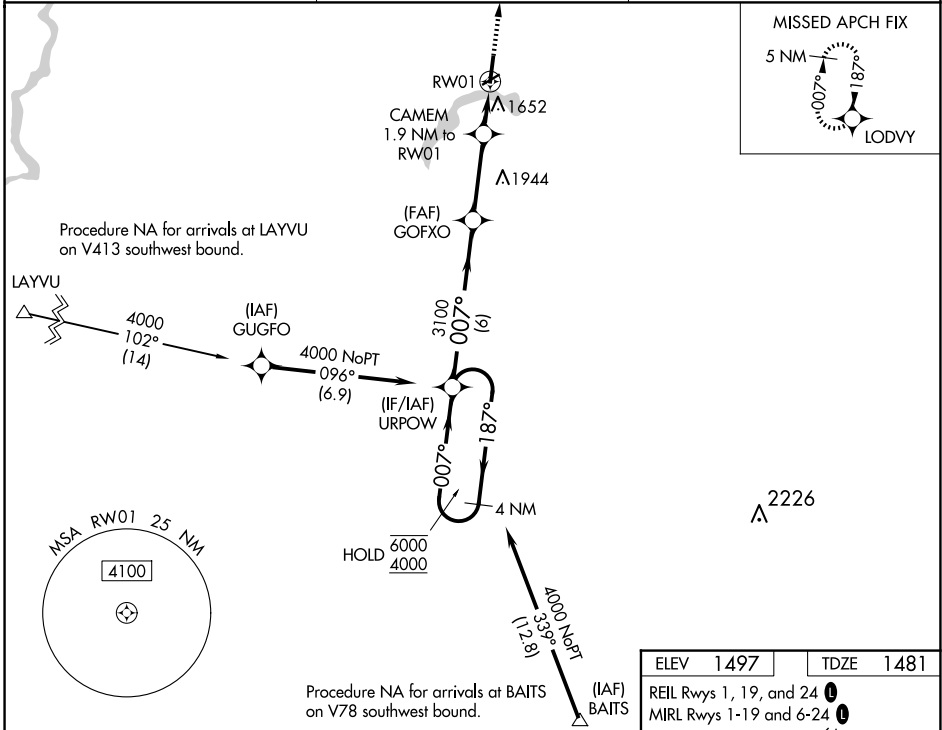 MISSED APCH FIX
5 NM
007°
187°
LODVY
RW01
1652
CAMEM
1.9 NM to
RW01
1944
(FAF)
GOFXO
Procedure NA for arrivals at LAYVU
on V413 southwest bound.
LAYVU
4000
102°
(14)
(IAF)
GUGFO
4000 NoPT
096°
(6.9)
3100
007°
(6)
(IF/IAF)
URPOW
007°
187°
4 NM
HOLD 6000
4000
2226
MSA RW01 25 NM
4100
4000 NoPT
339°
(12.8)
(IAF)
BAITS
Procedure NA for arrivals at BAITS
on V78 southwest bound.
ELEV 1497
TDZE 1481
REIL Rwys 1, 19, and 24 L
MIRL Rwys 1-19 and 6-24 L